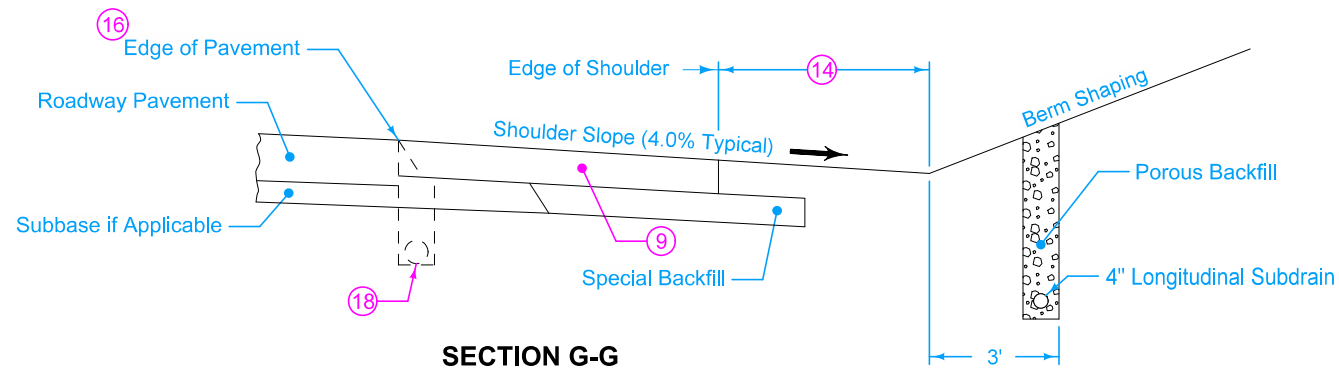 16
Edge of Pavement
Edge of Shoulder
14
Roadway Pavement
Shoulder Slope (4.0% Typical)
Berm Shaping
Porous Backfill
Subbase if Applicable
9
Special Backfill
4" Longitudinal Subdrain
18
SECTION G-G
3'